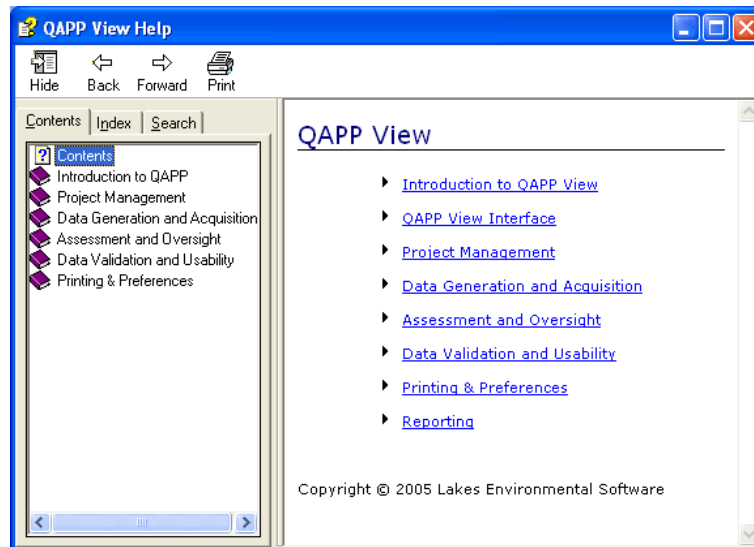 QAPP View Help
Hide Back Forward Print
Contents Index Search
Contents
Introduction to QAPP
Project Management
Data Generation and Acquisition
Assessment and Oversight
Data Validation and Usability
Printing & Preferences
QAPP View
Introduction to QAPP View
QAPP View Interface
Project Management
Data Generation and Acquisition
Assessment and Oversight
Data Validation and Usability
Printing & Preferences
Reporting
Copyright © 2005 Lakes Environmental Software